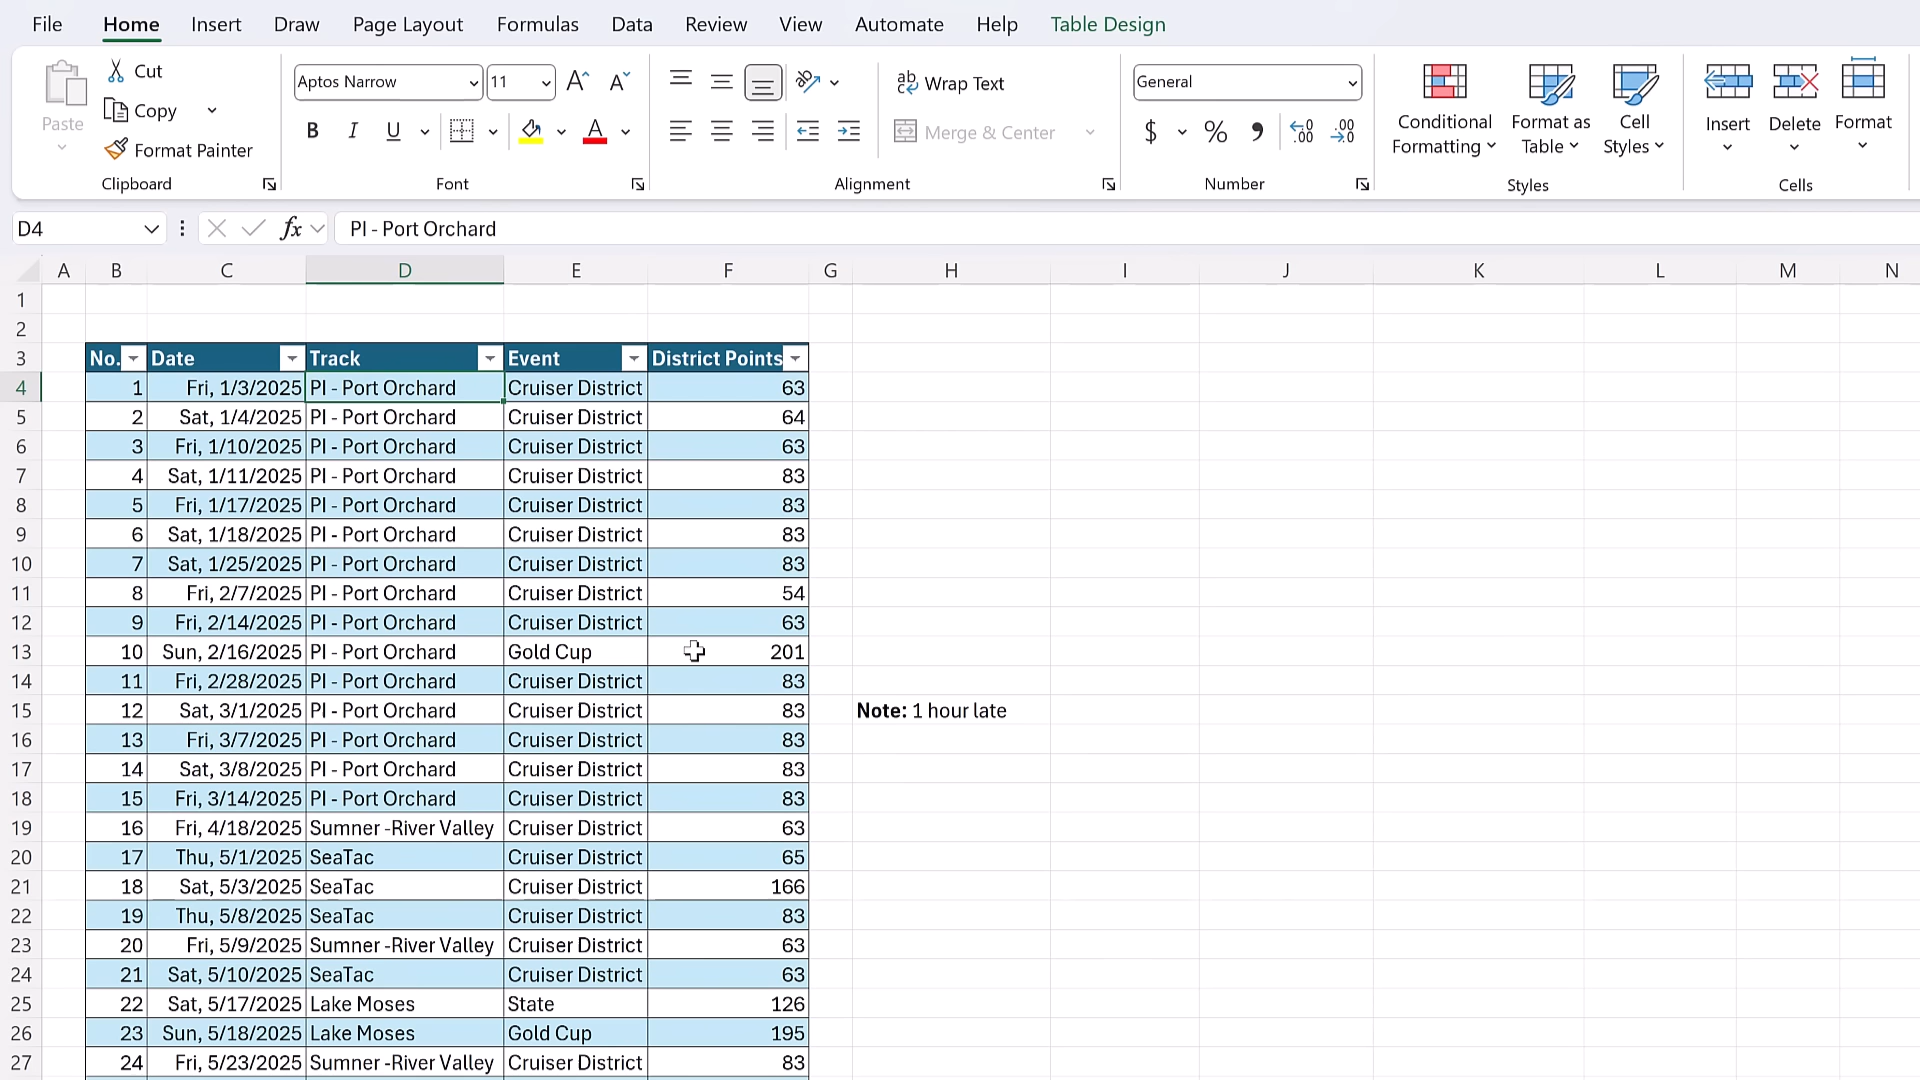 File Home Insert Draw Page Layout Formulas Data Review View Automate Help Table Design
Paste
Cut
Copy
Format Painter
Clipboard
Aptos Narrow 11 A^ Aˇ
B I U A
Font
ab Wrap Text
Merge & Center
Alignment
General
$ % 9 .00 .00
Number
Conditional Formatting
Format as Table
Cell Styles
Styles
Insert Delete Format
Cells
D4 fx PI - Port Orchard
A B C D E F G H I J K L M N
1
2
3 No. Date Track Event District Points
4 1 Fri, 1/3/2025 PI - Port Orchard Cruiser District 63
5 2 Sat, 1/4/2025 PI - Port Orchard Cruiser District 64
6 3 Fri, 1/10/2025 PI - Port Orchard Cruiser District 63
7 4 Sat, 1/11/2025 PI - Port Orchard Cruiser District 83
8 5 Fri, 1/17/2025 PI - Port Orchard Cruiser District 83
9 6 Sat, 1/18/2025 PI - Port Orchard Cruiser District 83
10 7 Sat, 1/25/2025 PI - Port Orchard Cruiser District 83
11 8 Fri, 2/7/2025 PI - Port Orchard Cruiser District 54
12 9 Fri, 2/14/2025 PI - Port Orchard Cruiser District 63
13 10 Sun, 2/16/2025 PI - Port Orchard Gold Cup 201
14 11 Fri, 2/28/2025 PI - Port Orchard Cruiser District 83
15 12 Sat, 3/1/2025 PI - Port Orchard Cruiser District 83 Note: 1 hour late
16 13 Fri, 3/7/2025 PI - Port Orchard Cruiser District 83
17 14 Sat, 3/8/2025 PI - Port Orchard Cruiser District 83
18 15 Fri, 3/14/2025 PI - Port Orchard Cruiser District 83
19 16 Fri, 4/18/2025 Sumner -River Valley Cruiser District 63
20 17 Thu, 5/1/2025 SeaTac Cruiser District 65
21 18 Sat, 5/3/2025 SeaTac Cruiser District 166
22 19 Thu, 5/8/2025 SeaTac Cruiser District 83
23 20 Fri, 5/9/2025 Sumner -River Valley Cruiser District 63
24 21 Sat, 5/10/2025 SeaTac Cruiser District 63
25 22 Sat, 5/17/2025 Lake Moses State 126
26 23 Sun, 5/18/2025 Lake Moses Gold Cup 195
27 24 Fri, 5/23/2025 Sumner -River Valley Cruiser District 83